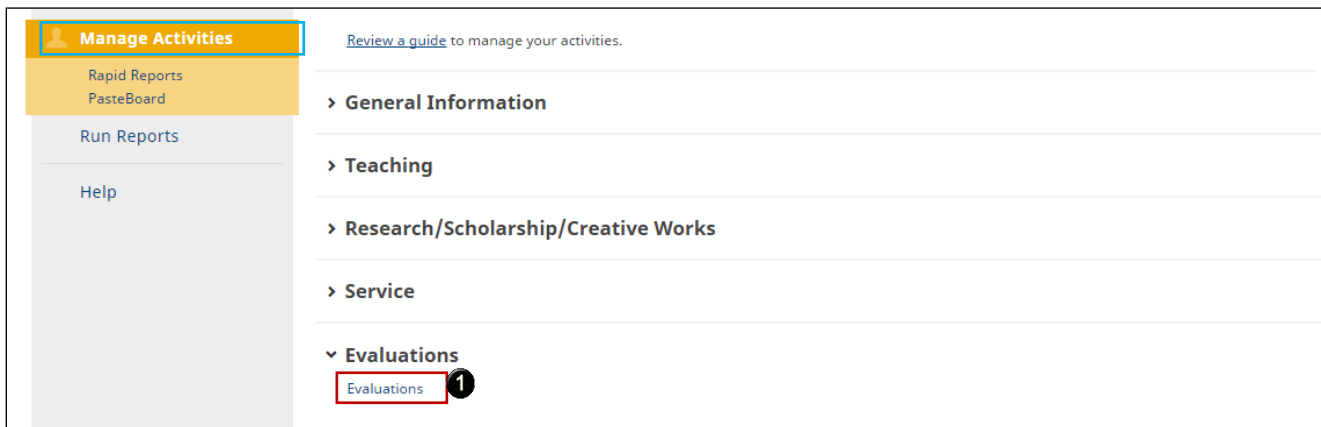 Manage Activities
Rapid Reports
PasteBoard
Run Reports
Help
Review a guide to manage your activities.
General Information
Teaching
Research/Scholarship/Creative Works
Service
Evaluations
Evaluations 1